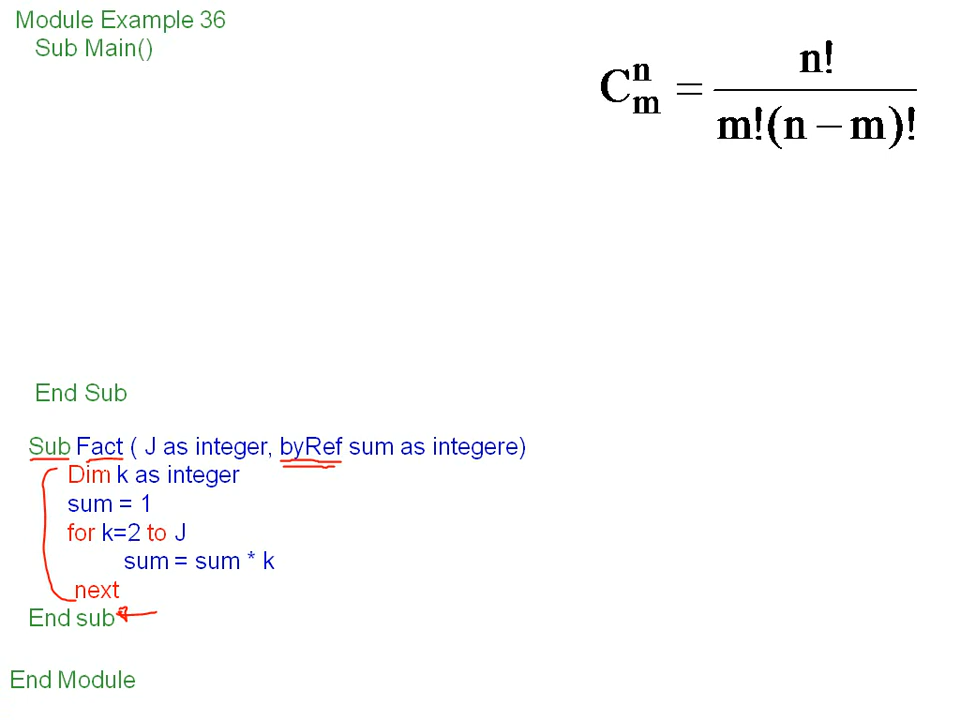 Module Example 36
Sub Main()
C n m = n! / m!(n – m)!
End Sub
Sub Fact ( J as integer, byRef sum as integere)
Dim k as integer
sum = 1
for k=2 to J
sum = sum * k
next
End sub
End Module